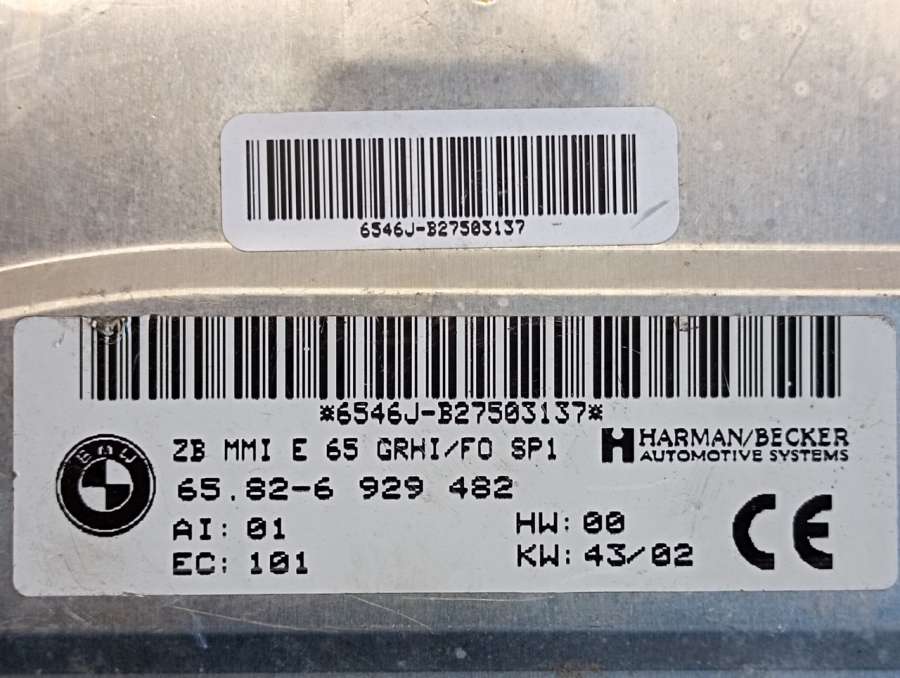 6546J-B27503137
*6546J-B27503137*
ZB MMI E 65 GRHI/FO SP1
HARMAN/BECKER
AUTOMOTIVE SYSTEMS
BMW
65.82-6 929 482
AI: 01
HW: 00
EC: 101
KW: 43/02
CE